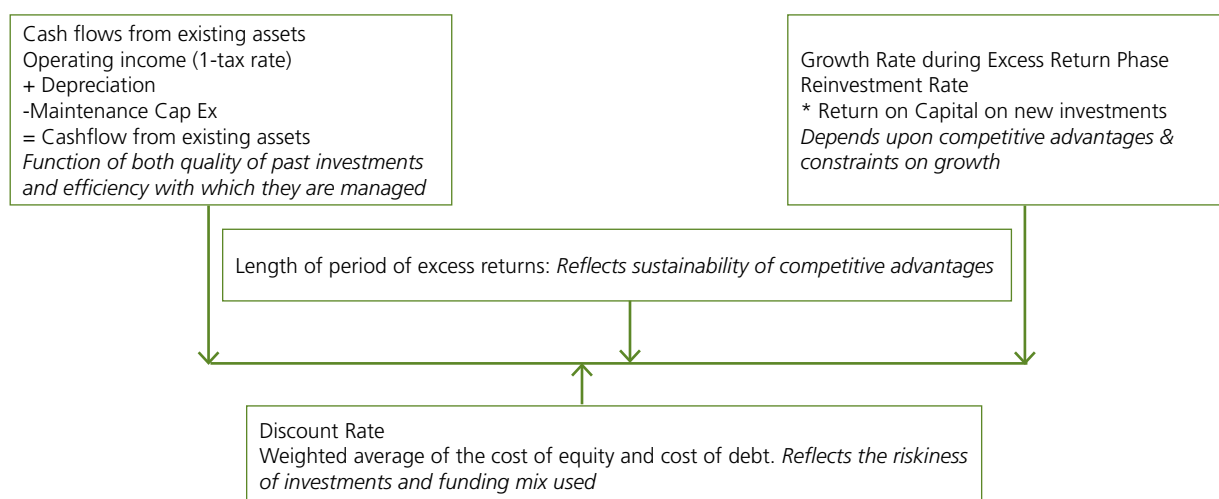 Cash flows from existing assets
Operating income (1-tax rate)
+ Depreciation
-Maintenance Cap Ex
= Cashflow from existing assets
Function of both quality of past investments
and efficiency with which they are managed
Growth Rate during Excess Return Phase
Reinvestment Rate
* Return on Capital on new investments
Depends upon competitive advantages &
constraints on growth
Length of period of excess returns: Reflects sustainability of competitive advantages
Discount Rate
Weighted average of the cost of equity and cost of debt. Reflects the riskiness
of investments and funding mix used